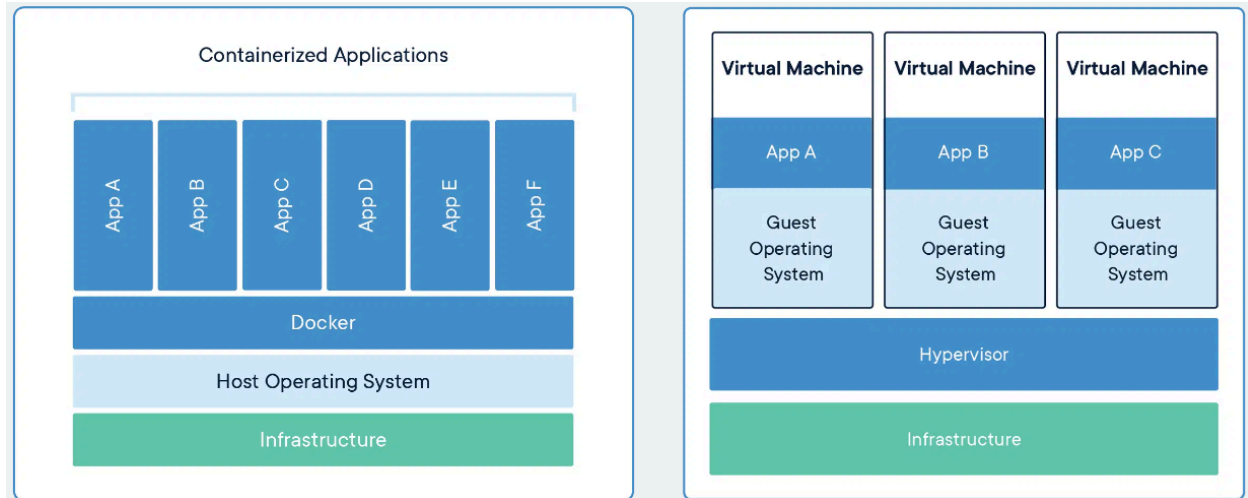 Containerized Applications
App A
App B
App C
App D
App E
App F
Docker
Host Operating System
Infrastructure
Virtual Machine
App A
Guest
Operating
System
Virtual Machine
App B
Guest
Operating
System
Virtual Machine
App C
Guest
Operating
System
Hypervisor
Infrastructure